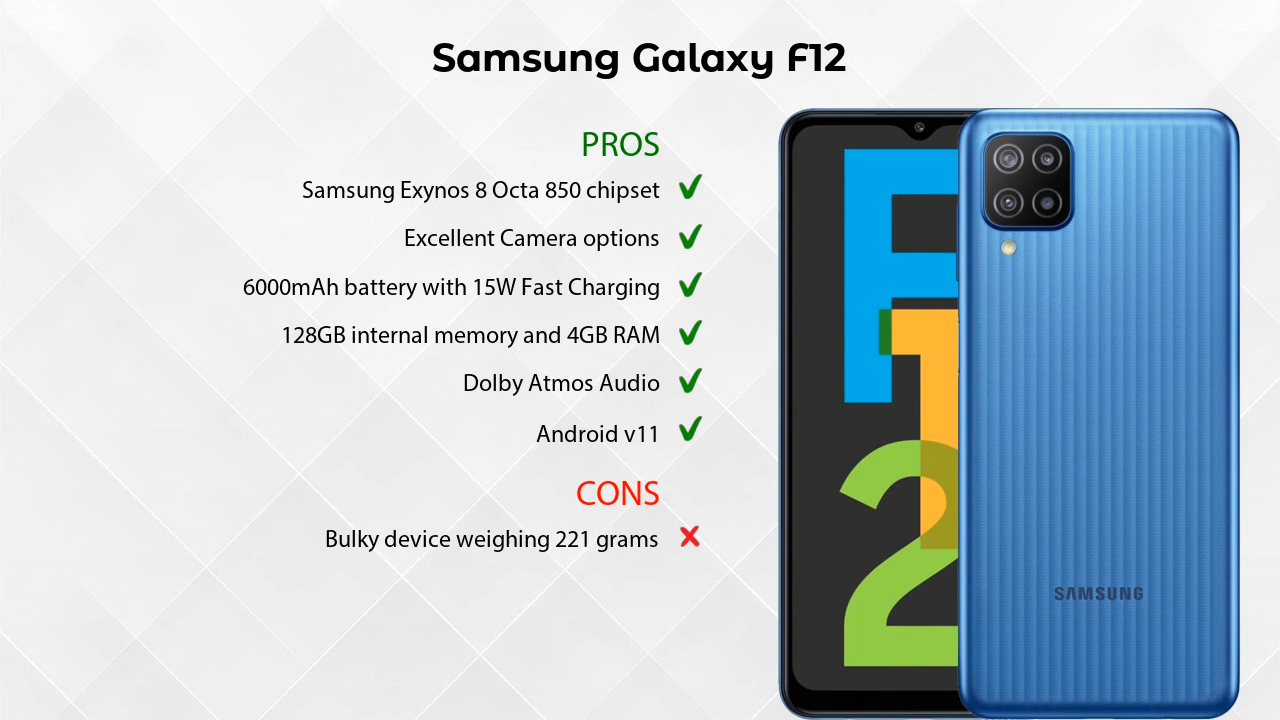 Samsung Galaxy F12
PROS
Samsung Exynos 8 Octa 850 chipset
Excellent Camera options
6000mAh battery with 15W Fast Charging
128GB internal memory and 4GB RAM
Dolby Atmos Audio
Android v11
CONS
Bulky device weighing 221 grams
F
12
SAMSUNG